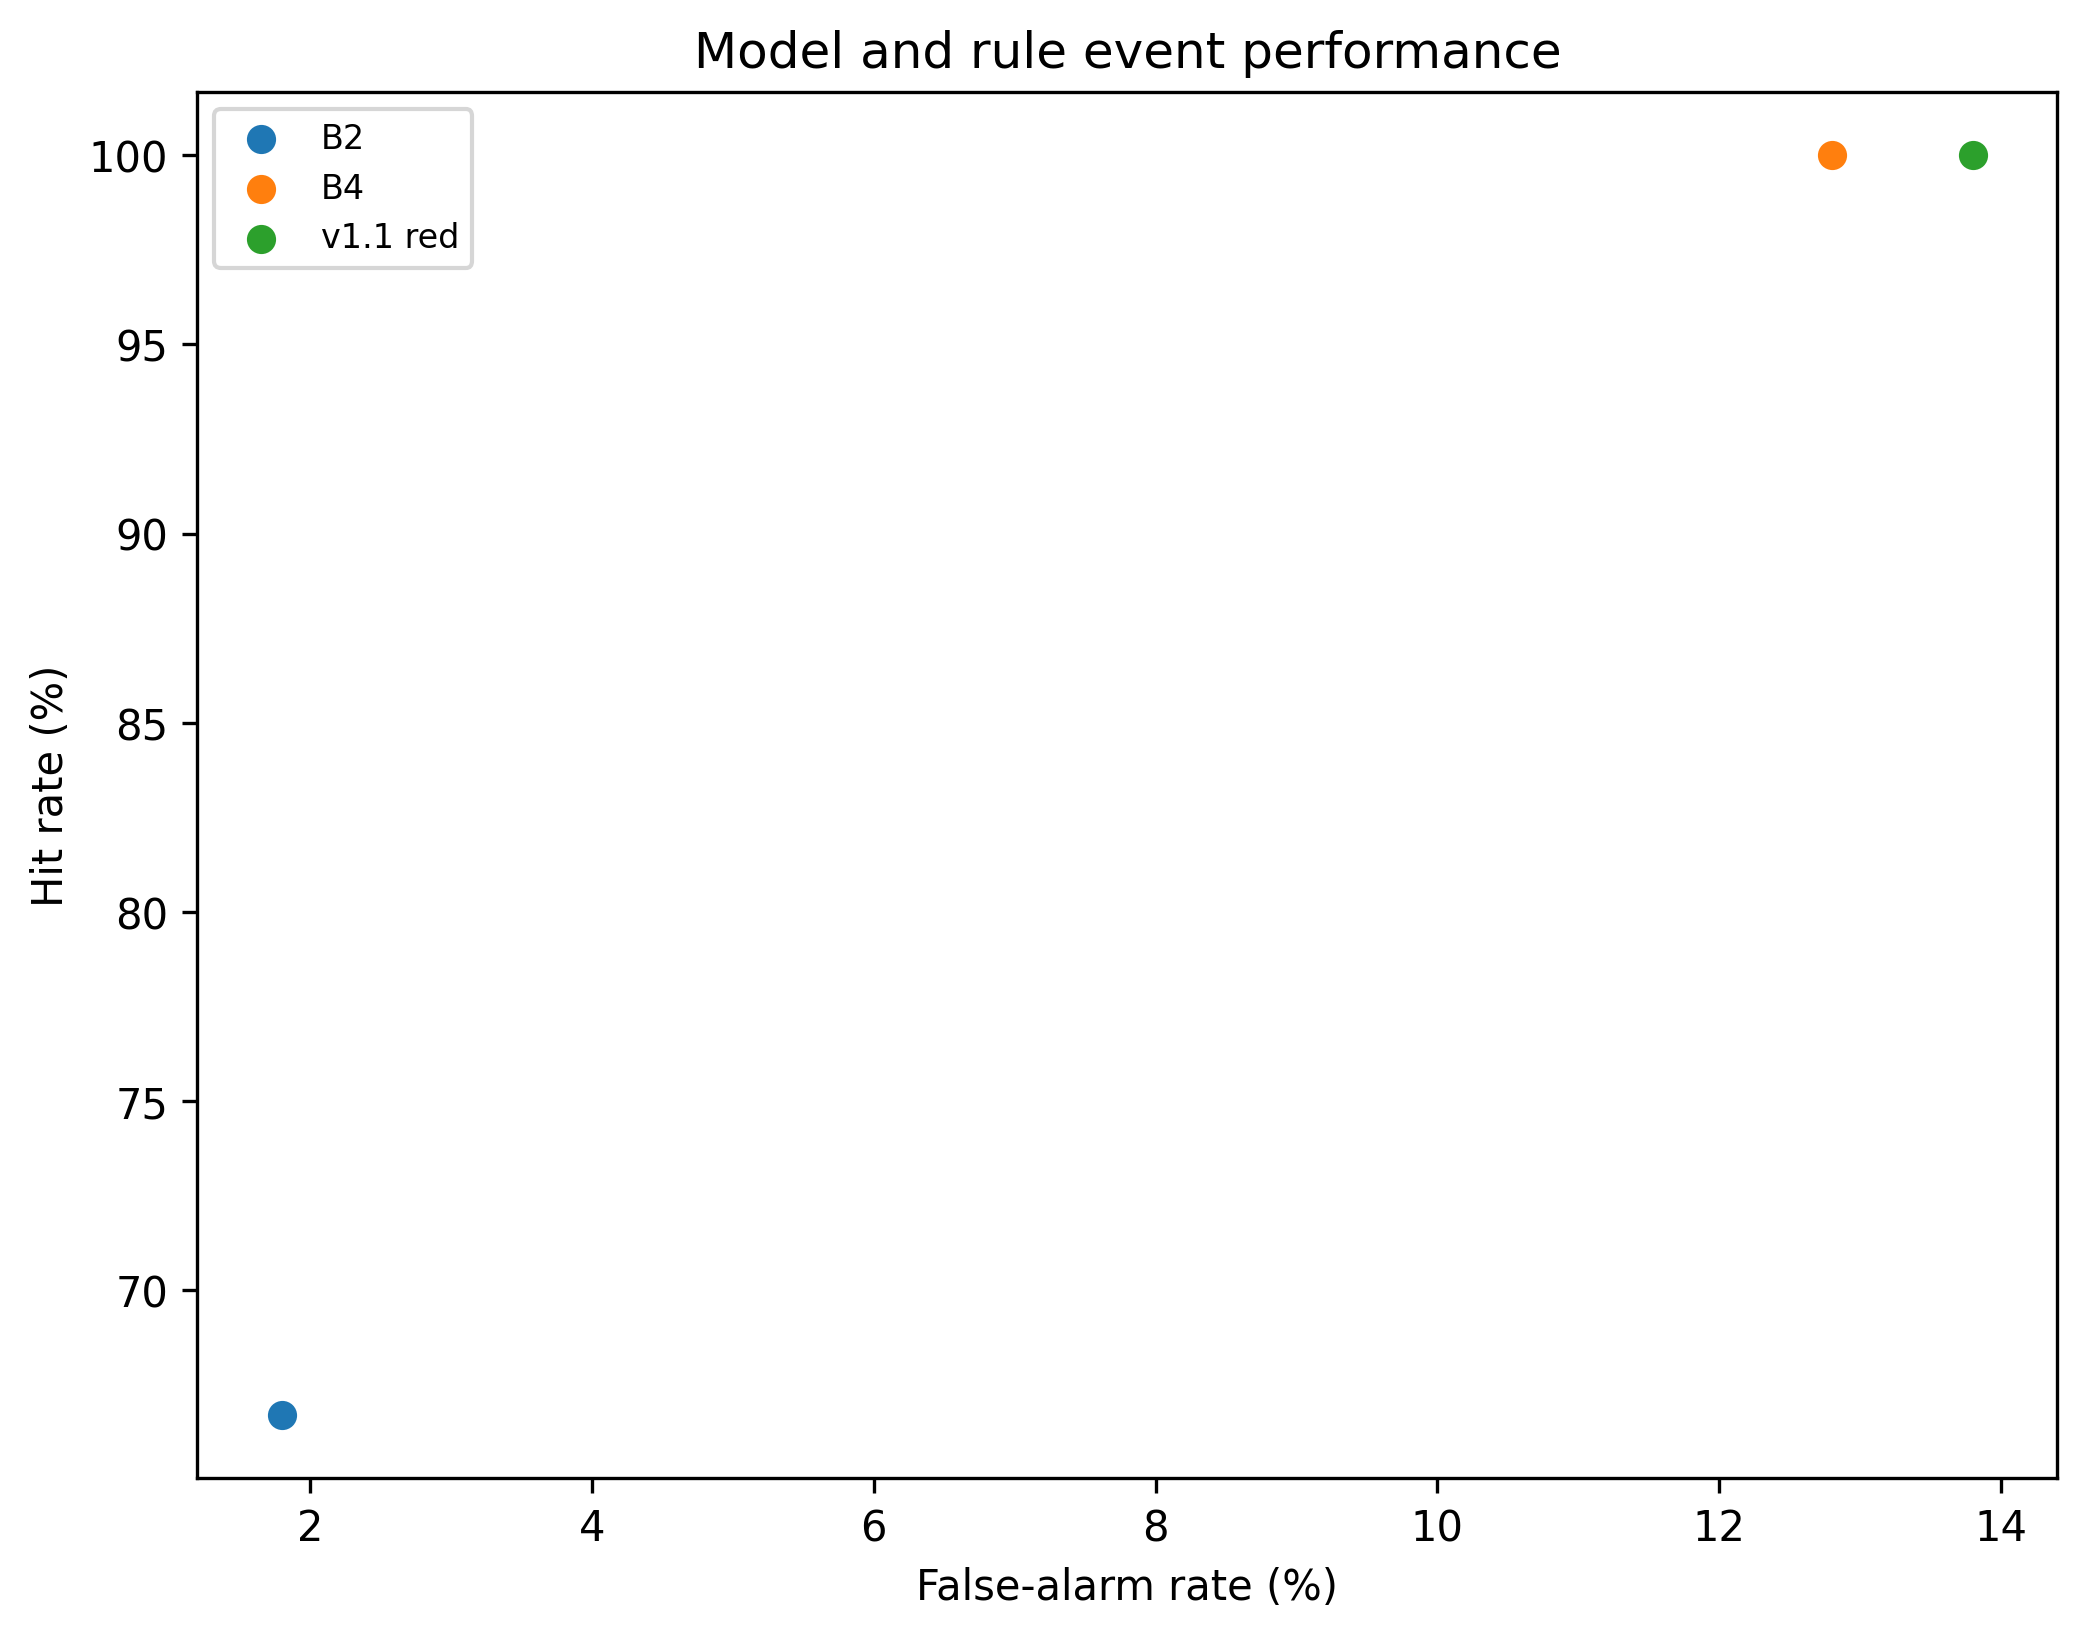 Model and rule event performance
B2
B4
v1.1 red
100
95
90
85
80
75
70
Hit rate (%)
2 4 6 8 10 12 14
False-alarm rate (%)